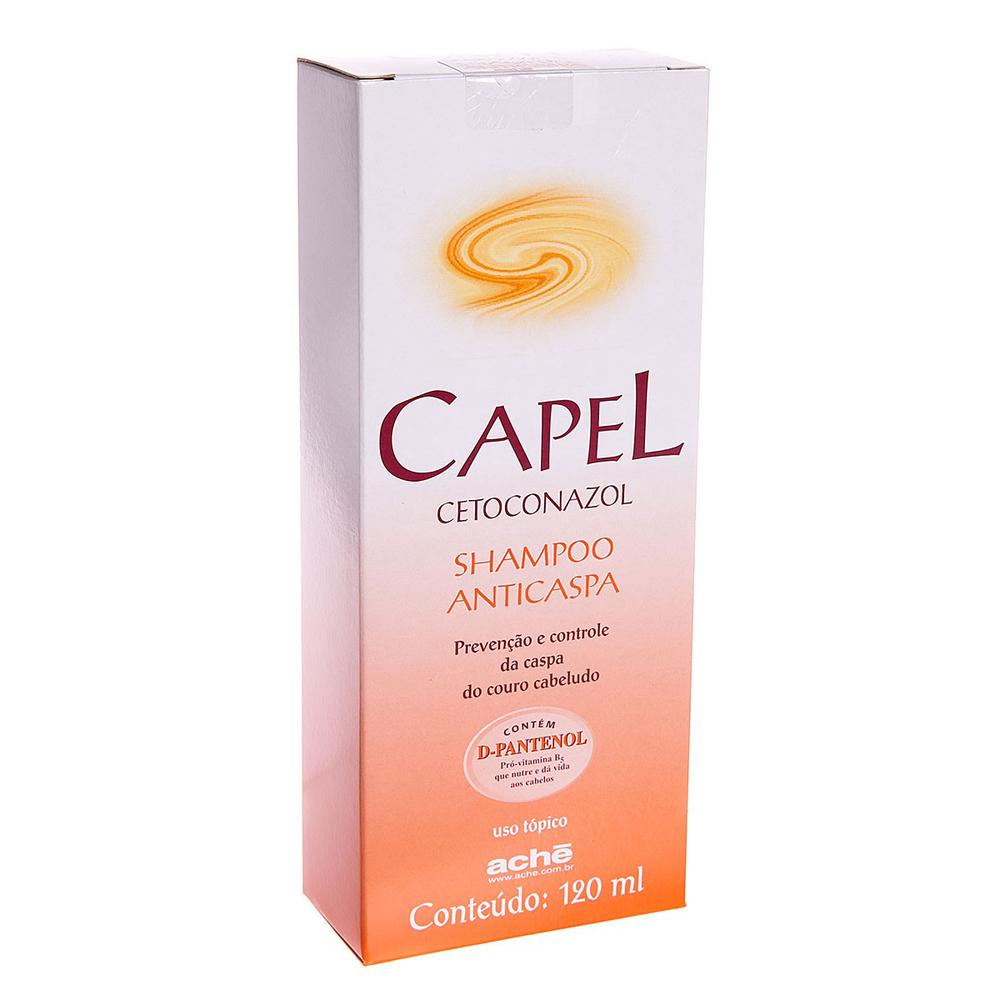 CAPEL
CETOCONAZOL
SHAMPOO
ANTICASPA
Prevenção e controle
da caspa
do couro cabeludo
CONTÉM
D-PANTENOL
Pró-vitamina B5
que nutre e dá vida
aos cabelos
uso tópico
achē
www.ache.com.br
Conteúdo: 120 ml